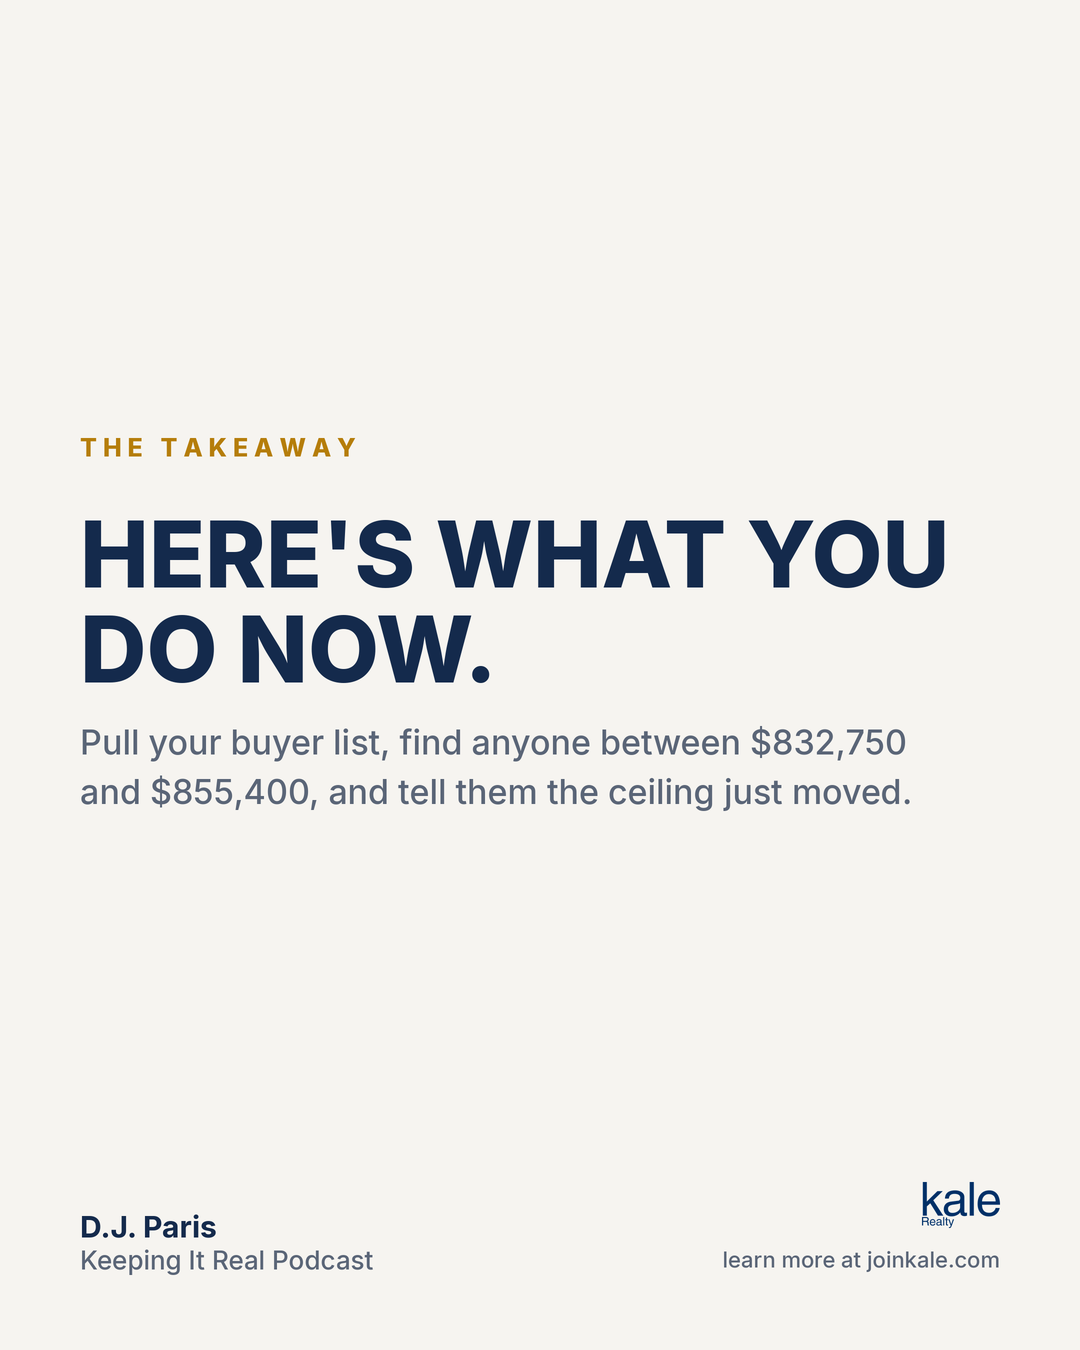 THE TAKEAWAY
HERE'S WHAT YOU
DO NOW.
Pull your buyer list, find anyone between $832,750
and $855,400, and tell them the ceiling just moved.
D.J. Paris
Keeping It Real Podcast
kale
Realty
learn more at joinkale.com